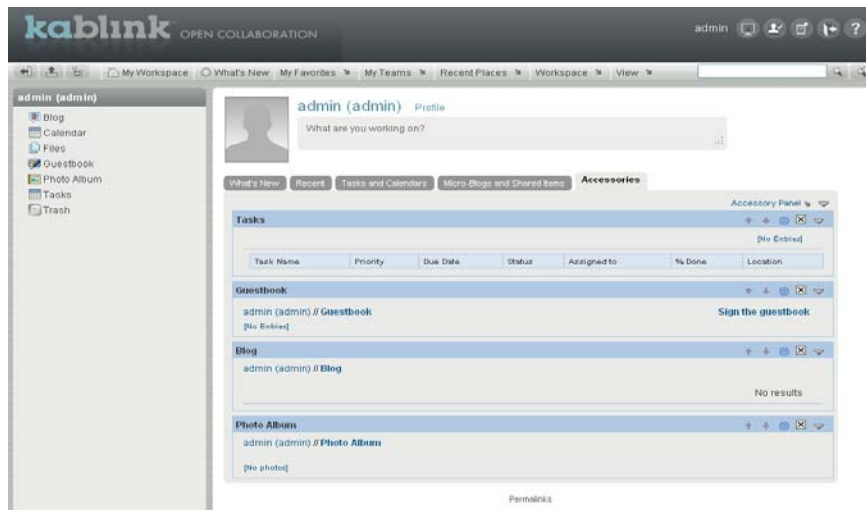 kablink OPEN COLLABORATION
admin ?
My Workspace What's New My Favorites My Teams Recent Places Workspace View
admin (admin)
Blog
Calendar
Files
Guestbook
Photo Album
Tasks
Trash
admin (admin) Profile
What are you working on?
What's New Recent Tasks and Calendars Micro-Blogs and Shared Items Accessories
Accessory Panel
Tasks
[No Entries]
Task Name Priority Due Date Status Assigned to % Done Location
Guestbook
admin (admin) // Guestbook Sign the guestbook
[No Entries]
Blog
admin (admin) // Blog
No results
Photo Album
admin (admin) // Photo Album
[No photos]
Permalinks